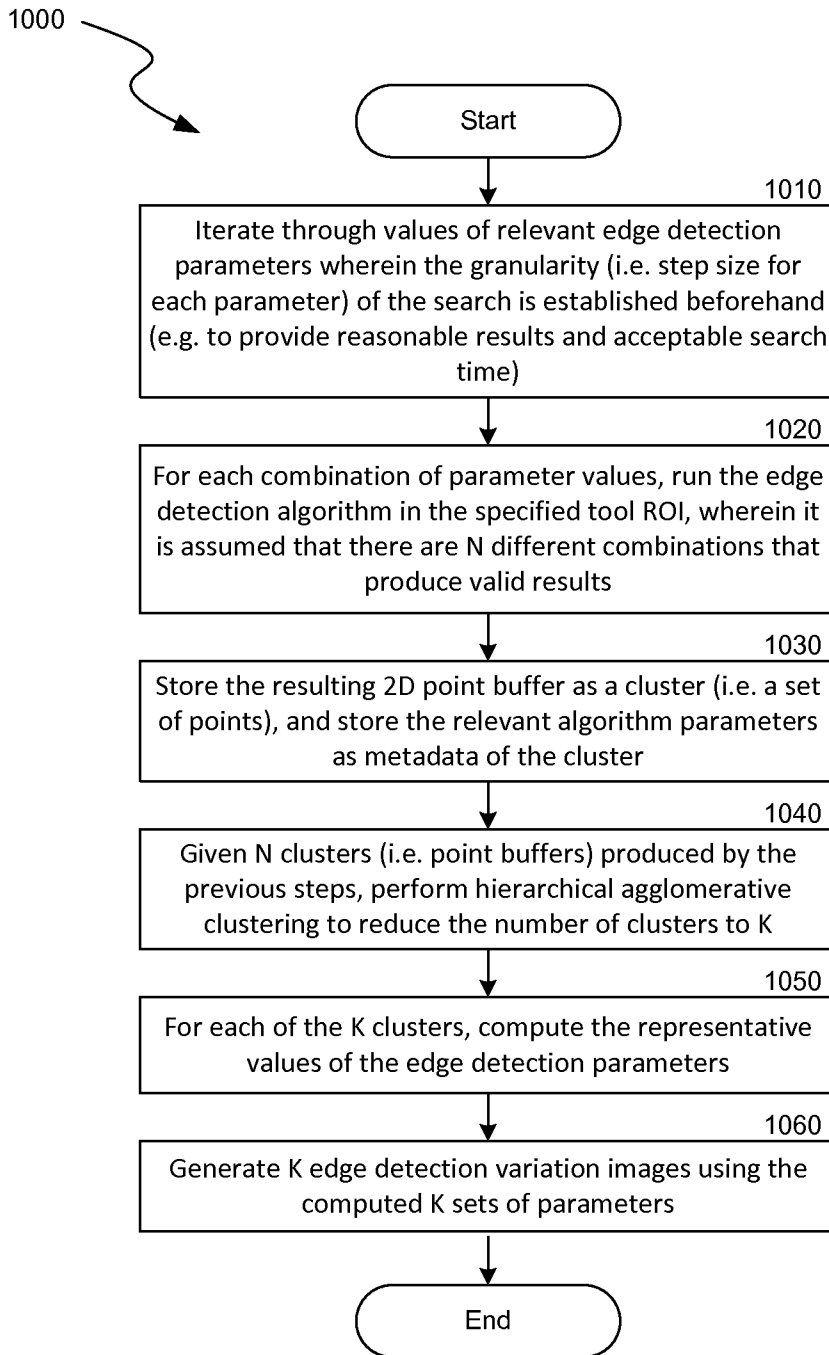 1000
Start
1010
Iterate through values of relevant edge detection
parameters wherein the granularity (i.e. step size for
each parameter) of the search is established beforehand
(e.g. to provide reasonable results and acceptable search
time)
1020
For each combination of parameter values, run the edge
detection algorithm in the specified tool ROI, wherein it
is assumed that there are N different combinations that
produce valid results
1030
Store the resulting 2D point buffer as a cluster (i.e. a set
of points), and store the relevant algorithm parameters
as metadata of the cluster
1040
Given N clusters (i.e. point buffers) produced by the
previous steps, perform hierarchical agglomerative
clustering to reduce the number of clusters to K
1050
For each of the K clusters, compute the representative
values of the edge detection parameters
1060
Generate K edge detection variation images using the
computed K sets of parameters
End